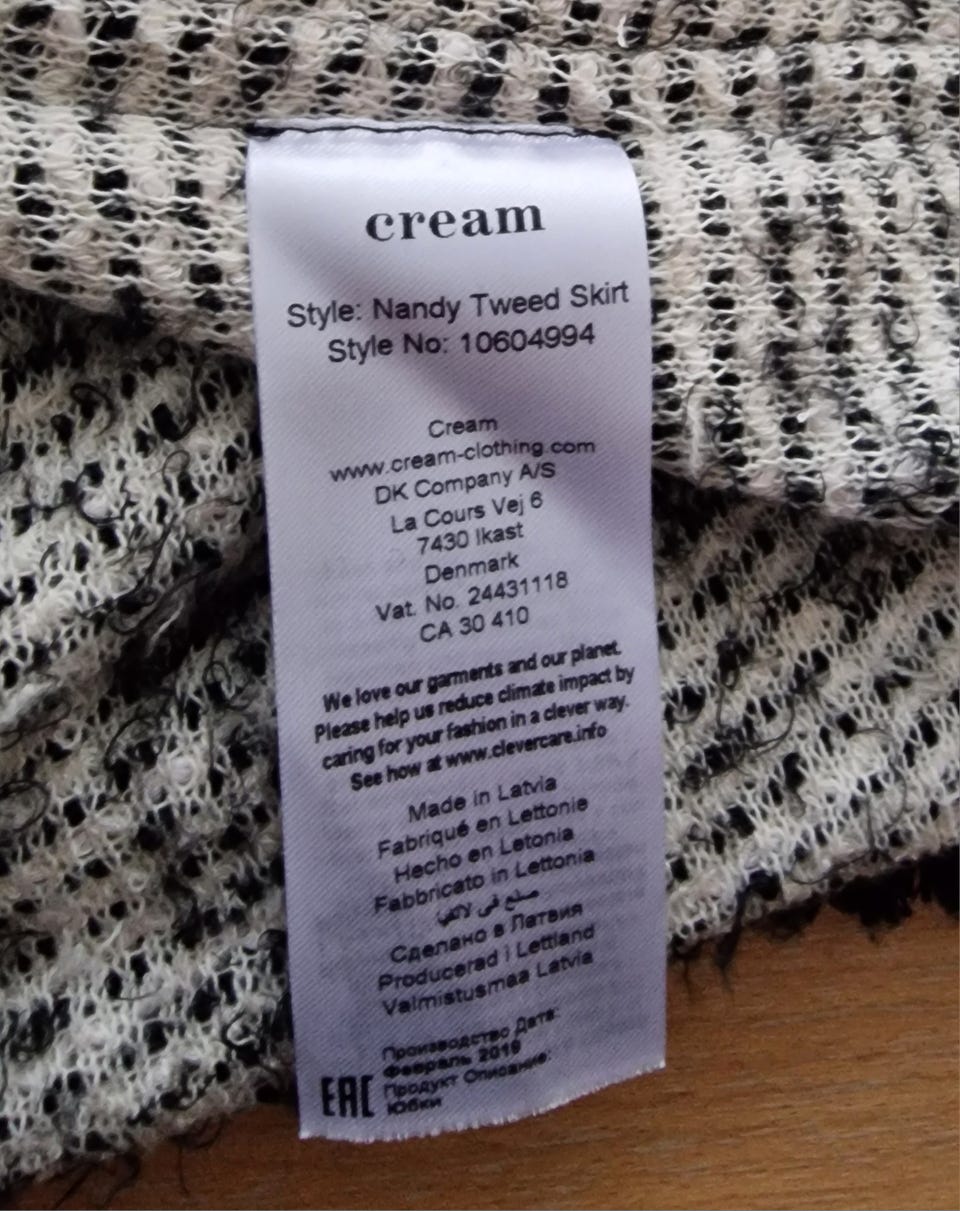 cream
Style: Nandy Tweed Skirt
Style No: 10604994
Cream
www.cream-clothing.com
DK Company A/S
La Cours Vej 6
7430 Ikast
Denmark
Vat. No. 24431118
CA 30 410
We love our garments and our planet.
Please help us reduce climate impact by
caring for your fashion in a clever way.
See how at www.clevercare.info
Made in Latvia
Fabriqué en Lettonie
Hecho en Letonia
Fabbricato in Lettonia
صنع في لاتفيا
Сделано в Латвия
Producerad i Lettland
Valmistusmaa Latvia
Производство Дата:
Февраль 2019
Продукт Описание:
Юбки
EAC